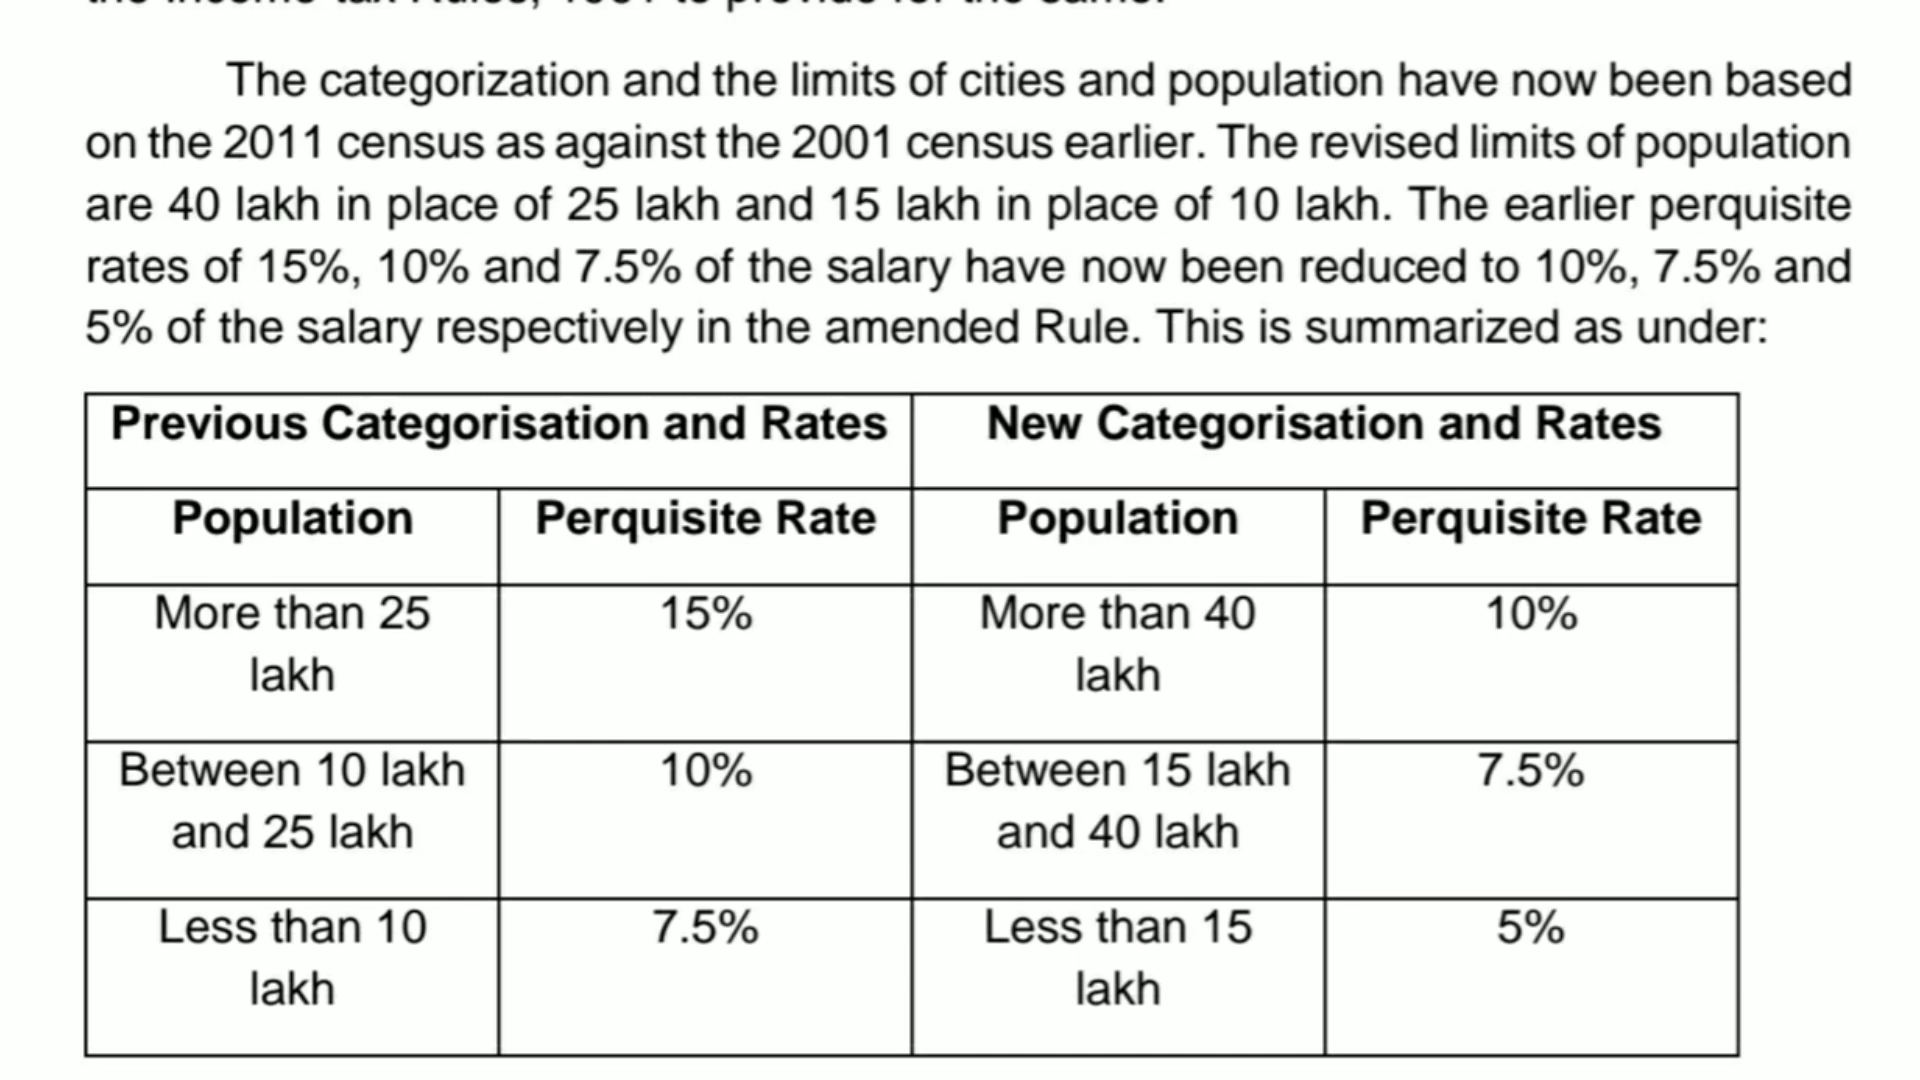 The categorization and the limits of cities and population have now been based
on the 2011 census as against the 2001 census earlier. The revised limits of population
are 40 lakh in place of 25 lakh and 15 lakh in place of 10 lakh. The earlier perquisite
rates of 15%, 10% and 7.5% of the salary have now been reduced to 10%, 7.5% and
5% of the salary respectively in the amended Rule. This is summarized as under:
Previous Categorisation and Rates New Categorisation and Rates
Population Perquisite Rate Population Perquisite Rate
More than 25 15% More than 40 10%
lakh lakh
Between 10 lakh 10% Between 15 lakh 7.5%
and 25 lakh and 40 lakh
Less than 10 7.5% Less than 15 5%
lakh lakh